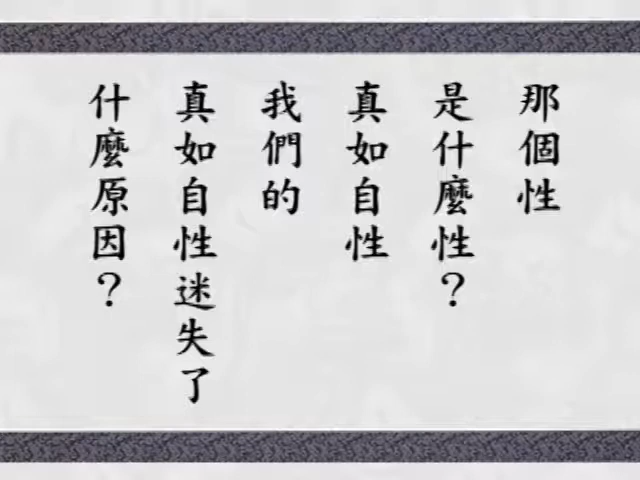 那個性
是什麼性？
真如自性
我們的
真如自性迷失了
什麼原因？